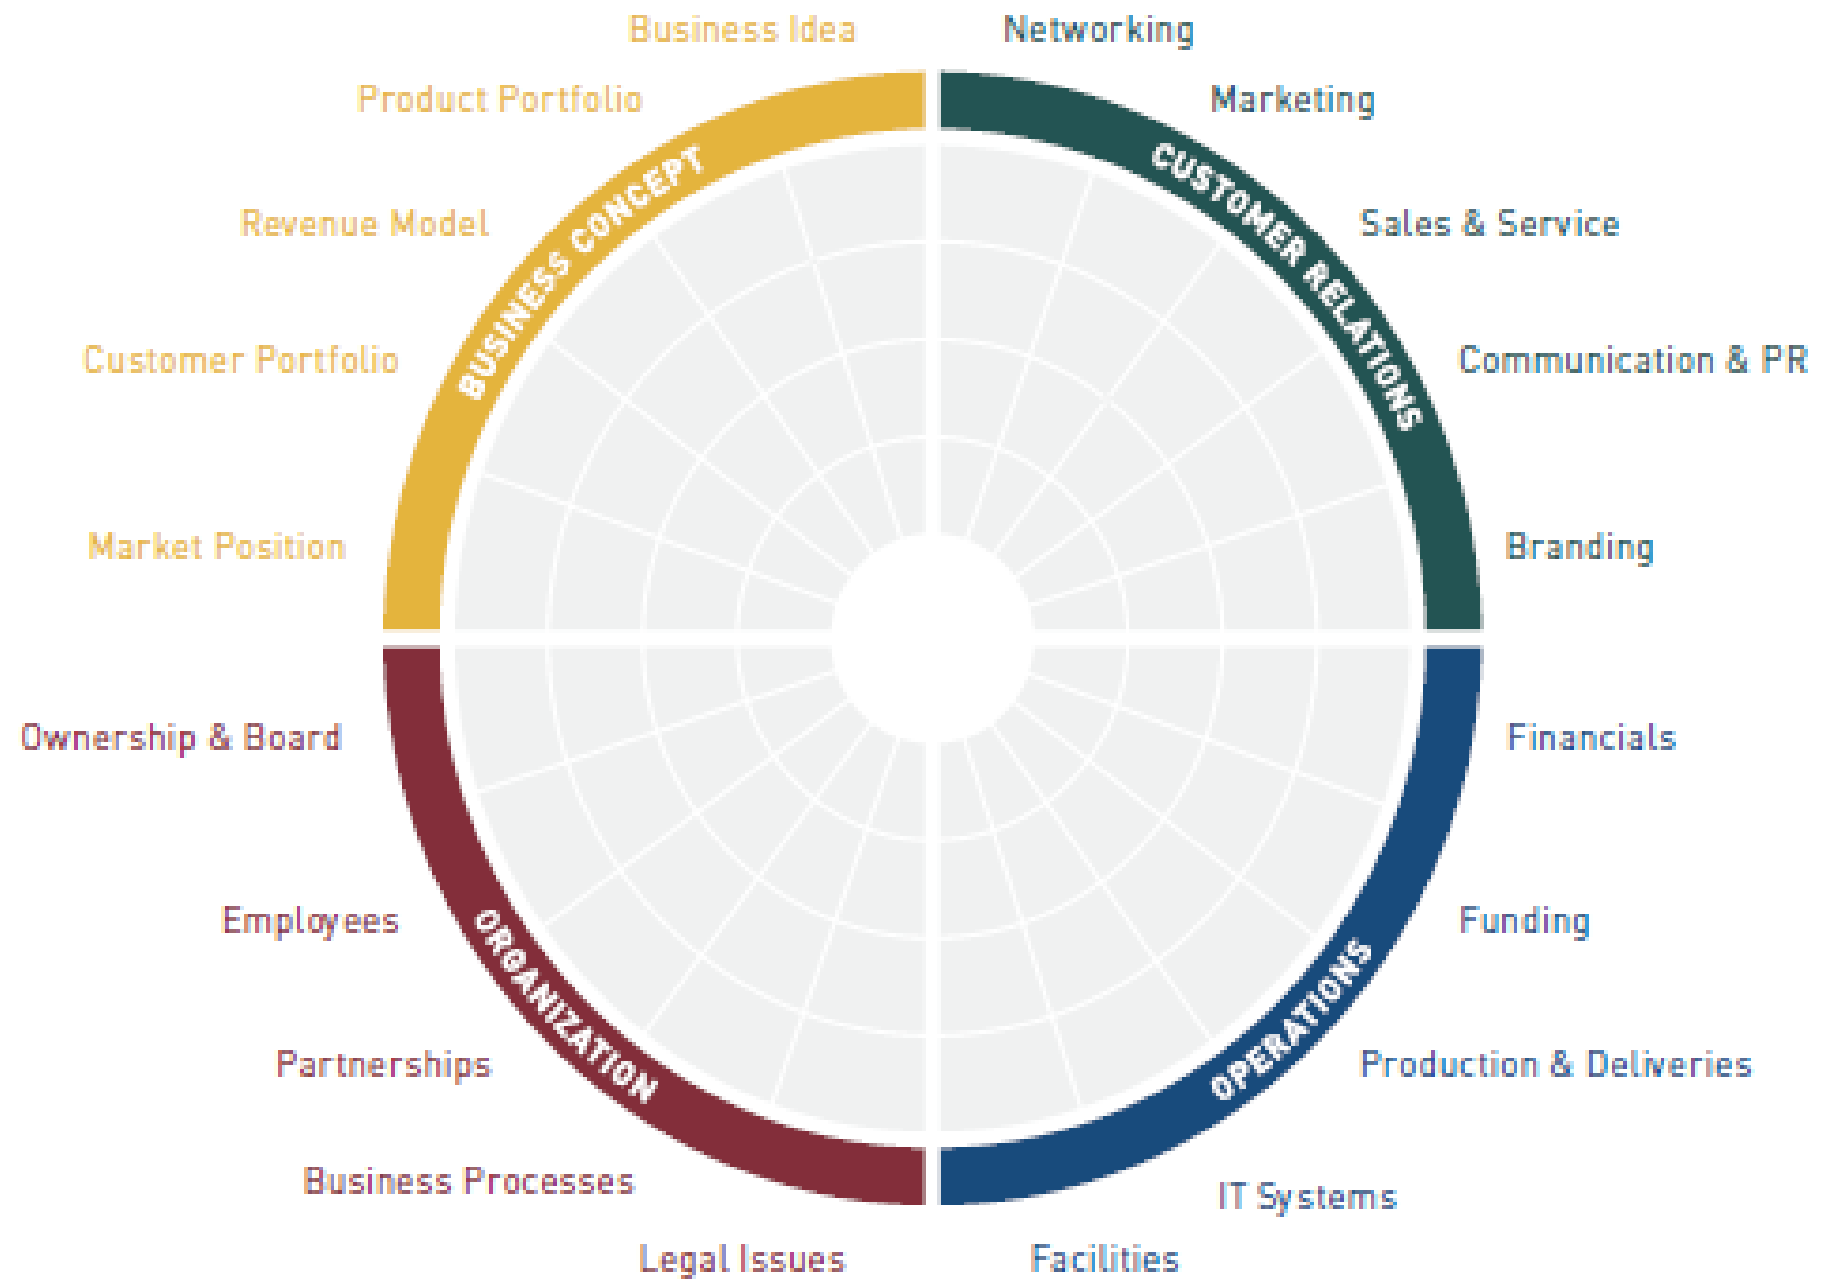 Business Idea
Networking
Product Portfolio
Marketing
BUSINESS CONCEPT
CUSTOMER RELATIONS
Revenue Model
Sales & Service
Customer Portfolio
Communication & PR
Market Position
Branding
Ownership & Board
Financials
Employees
Funding
ORGANIZATION
OPERATIONS
Partnerships
Production & Deliveries
Business Processes
IT Systems
Legal Issues
Facilities